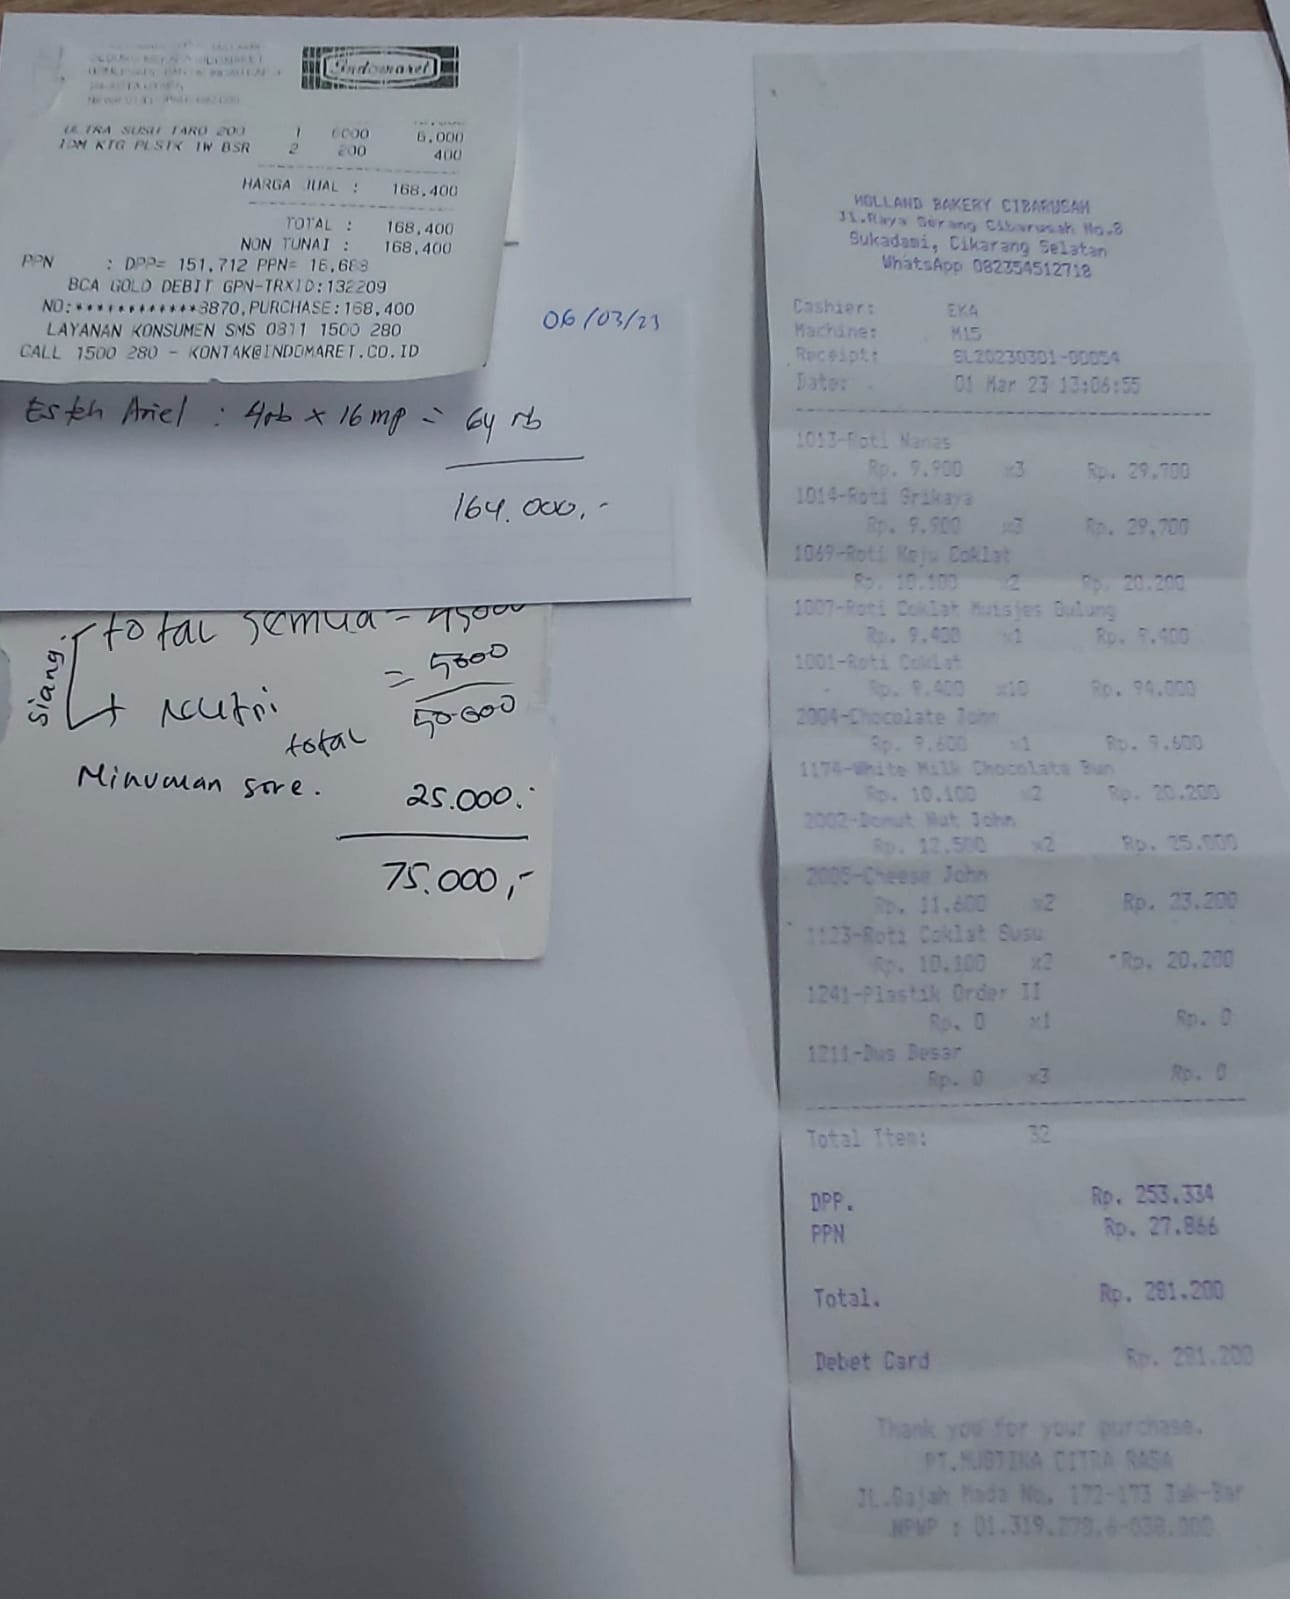 Indomaret
ULTRA SUSU TARO 200 1 6000 6,000
IDM KTG PLSTK TW BSR 2 200 400
HARGA JUAL : 168,400
TOTAL : 168,400
NON TUNAI : 168,400
PPN : DPP= 151,712 PPN= 16,688
BCA GOLD DEBIT GPN-TRXID:132209
NO:************3870,PURCHASE:168,400
LAYANAN KONSUMEN SMS 0811 1500 280
CALL 1500 280 - KONTAK@INDOMARET.CO.ID
06/03/23
Esteh Ariel : 4rb x 16 mp = 64 rb
164.000,-
Siang
total semua = 45000
+ Nutri = 5000
total 50.000
Minuman sore. 25.000.-
75.000,-
HOLLAND BAKERY CIBARUSAH
Jl.Raya Serang Cibarusah No.8
Sukadami, Cikarang Selatan
WhatsApp 082354512718
Cashier: EKA
Machine: M15
Receipt: SL20230301-00054
Date: 01 Mar 23 13:06:55
1013-Roti Nanas
Rp. 9.900 x3 Rp. 29.700
1014-Roti Srikaya
Rp. 9.900 x3 Rp. 29.700
1069-Roti Keju Coklat
Rp. 10.100 x2 Rp. 20.200
1007-Roti Coklat Muisjes Gulung
Rp. 9.400 x1 Rp. 9.400
1001-Roti Coklat
Rp. 9.400 x10 Rp. 94.000
2004-Chocolate John
Rp. 9.600 x1 Rp. 9.600
1174-White Milk Chocolate Bun
Rp. 10.100 x2 Rp. 20.200
2002-Donut Nut John
Rp. 12.500 x2 Rp. 25.000
2005-Cheese John
Rp. 11.600 x2 Rp. 23.200
1123-Roti Coklat Susu
Rp. 10.100 x2 Rp. 20.200
1241-Plastik Order II
Rp. 0 x1 Rp. 0
1211-Dus Besar
Rp. 0 x3 Rp. 0
Total Item: 32
DPP. Rp. 253.334
PPN Rp. 27.866
Total. Rp. 281.200
Debet Card Rp. 281.200
Thank you for your purchase.
PT.MUSTIKA CITRA RASA
JL.Gajah Mada No. 172-173 Jak-Bar
NPWP : 01.319.278.6-038.000